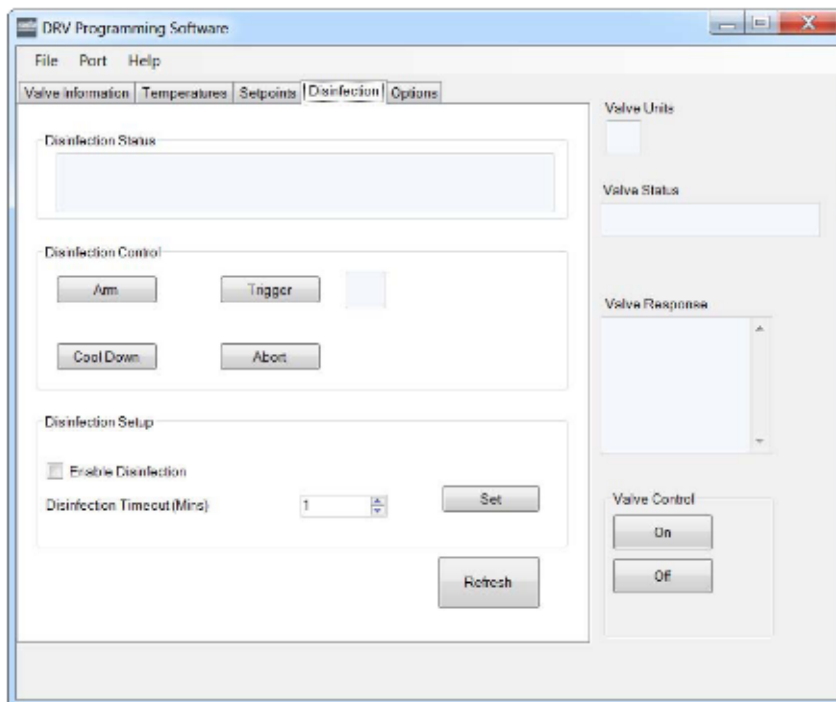 DRV Programming Software
File Port Help
Valve Information Temperatures Setpoints Disinfection Options
Disinfection Status
Disinfection Control
Arm Trigger
Cool Down Abort
Disinfection Setup
Enable Disinfection
Disinfection Timeout (Mins) 1 Set
Refresh
Valve Units
Valve Status
Valve Response
Valve Control
On
Off